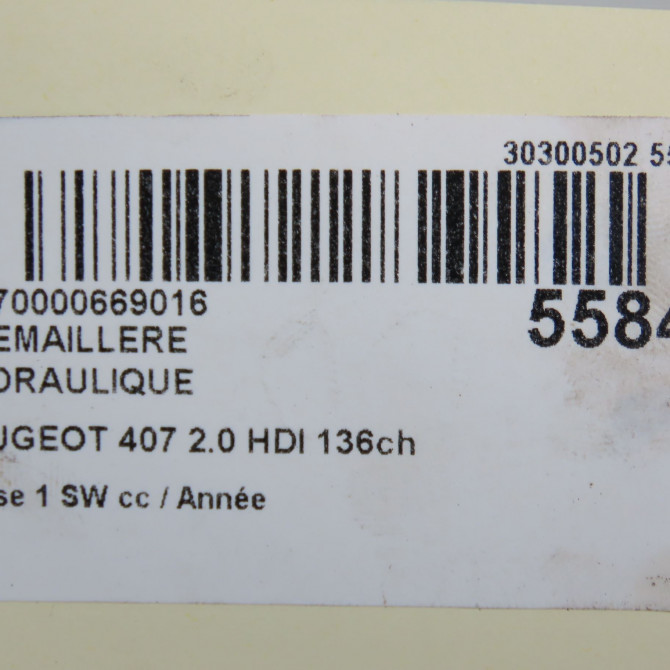 30300502 55
70000669016
5584
EMAILLERE
DRAULIQUE
UGEOT 407 2.0 HDI 136ch
se 1 SW cc / Année